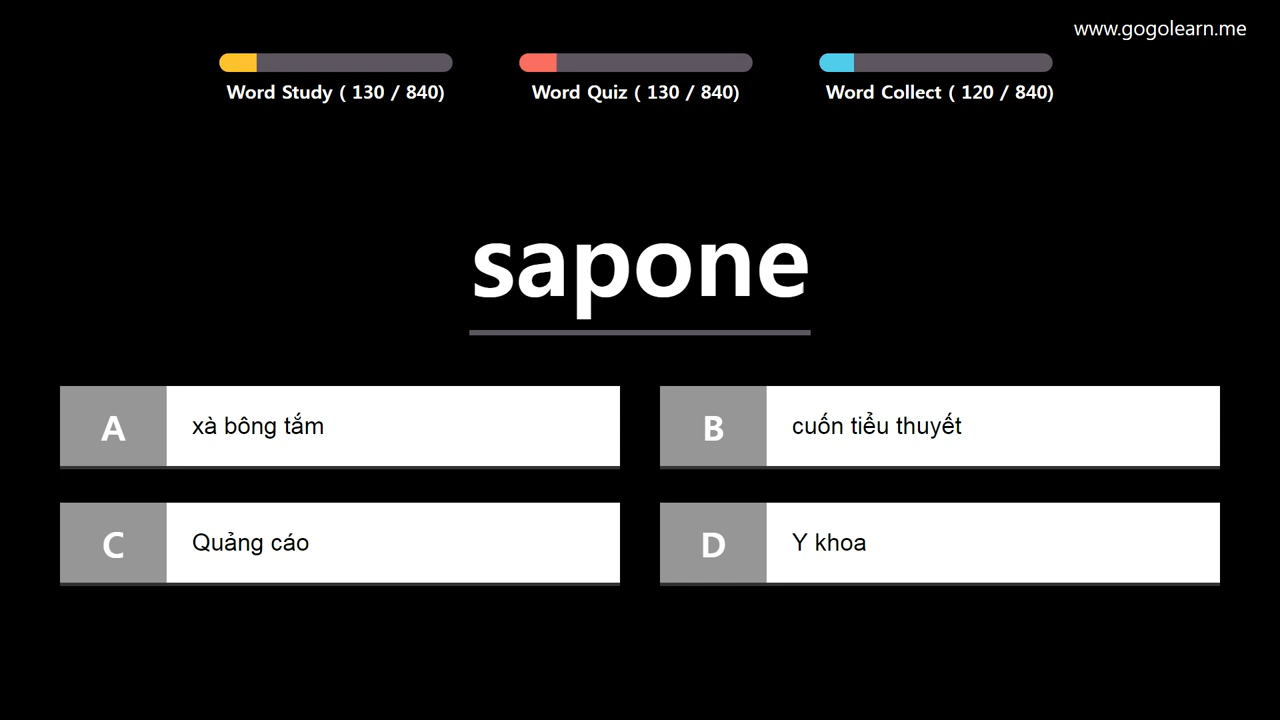 www.gogolearn.me
Word Study ( 130 / 840)
Word Quiz ( 130 / 840)
Word Collect ( 120 / 840)
sapone
A xà bông tắm
B cuốn tiểu thuyết
C Quảng cáo
D Y khoa